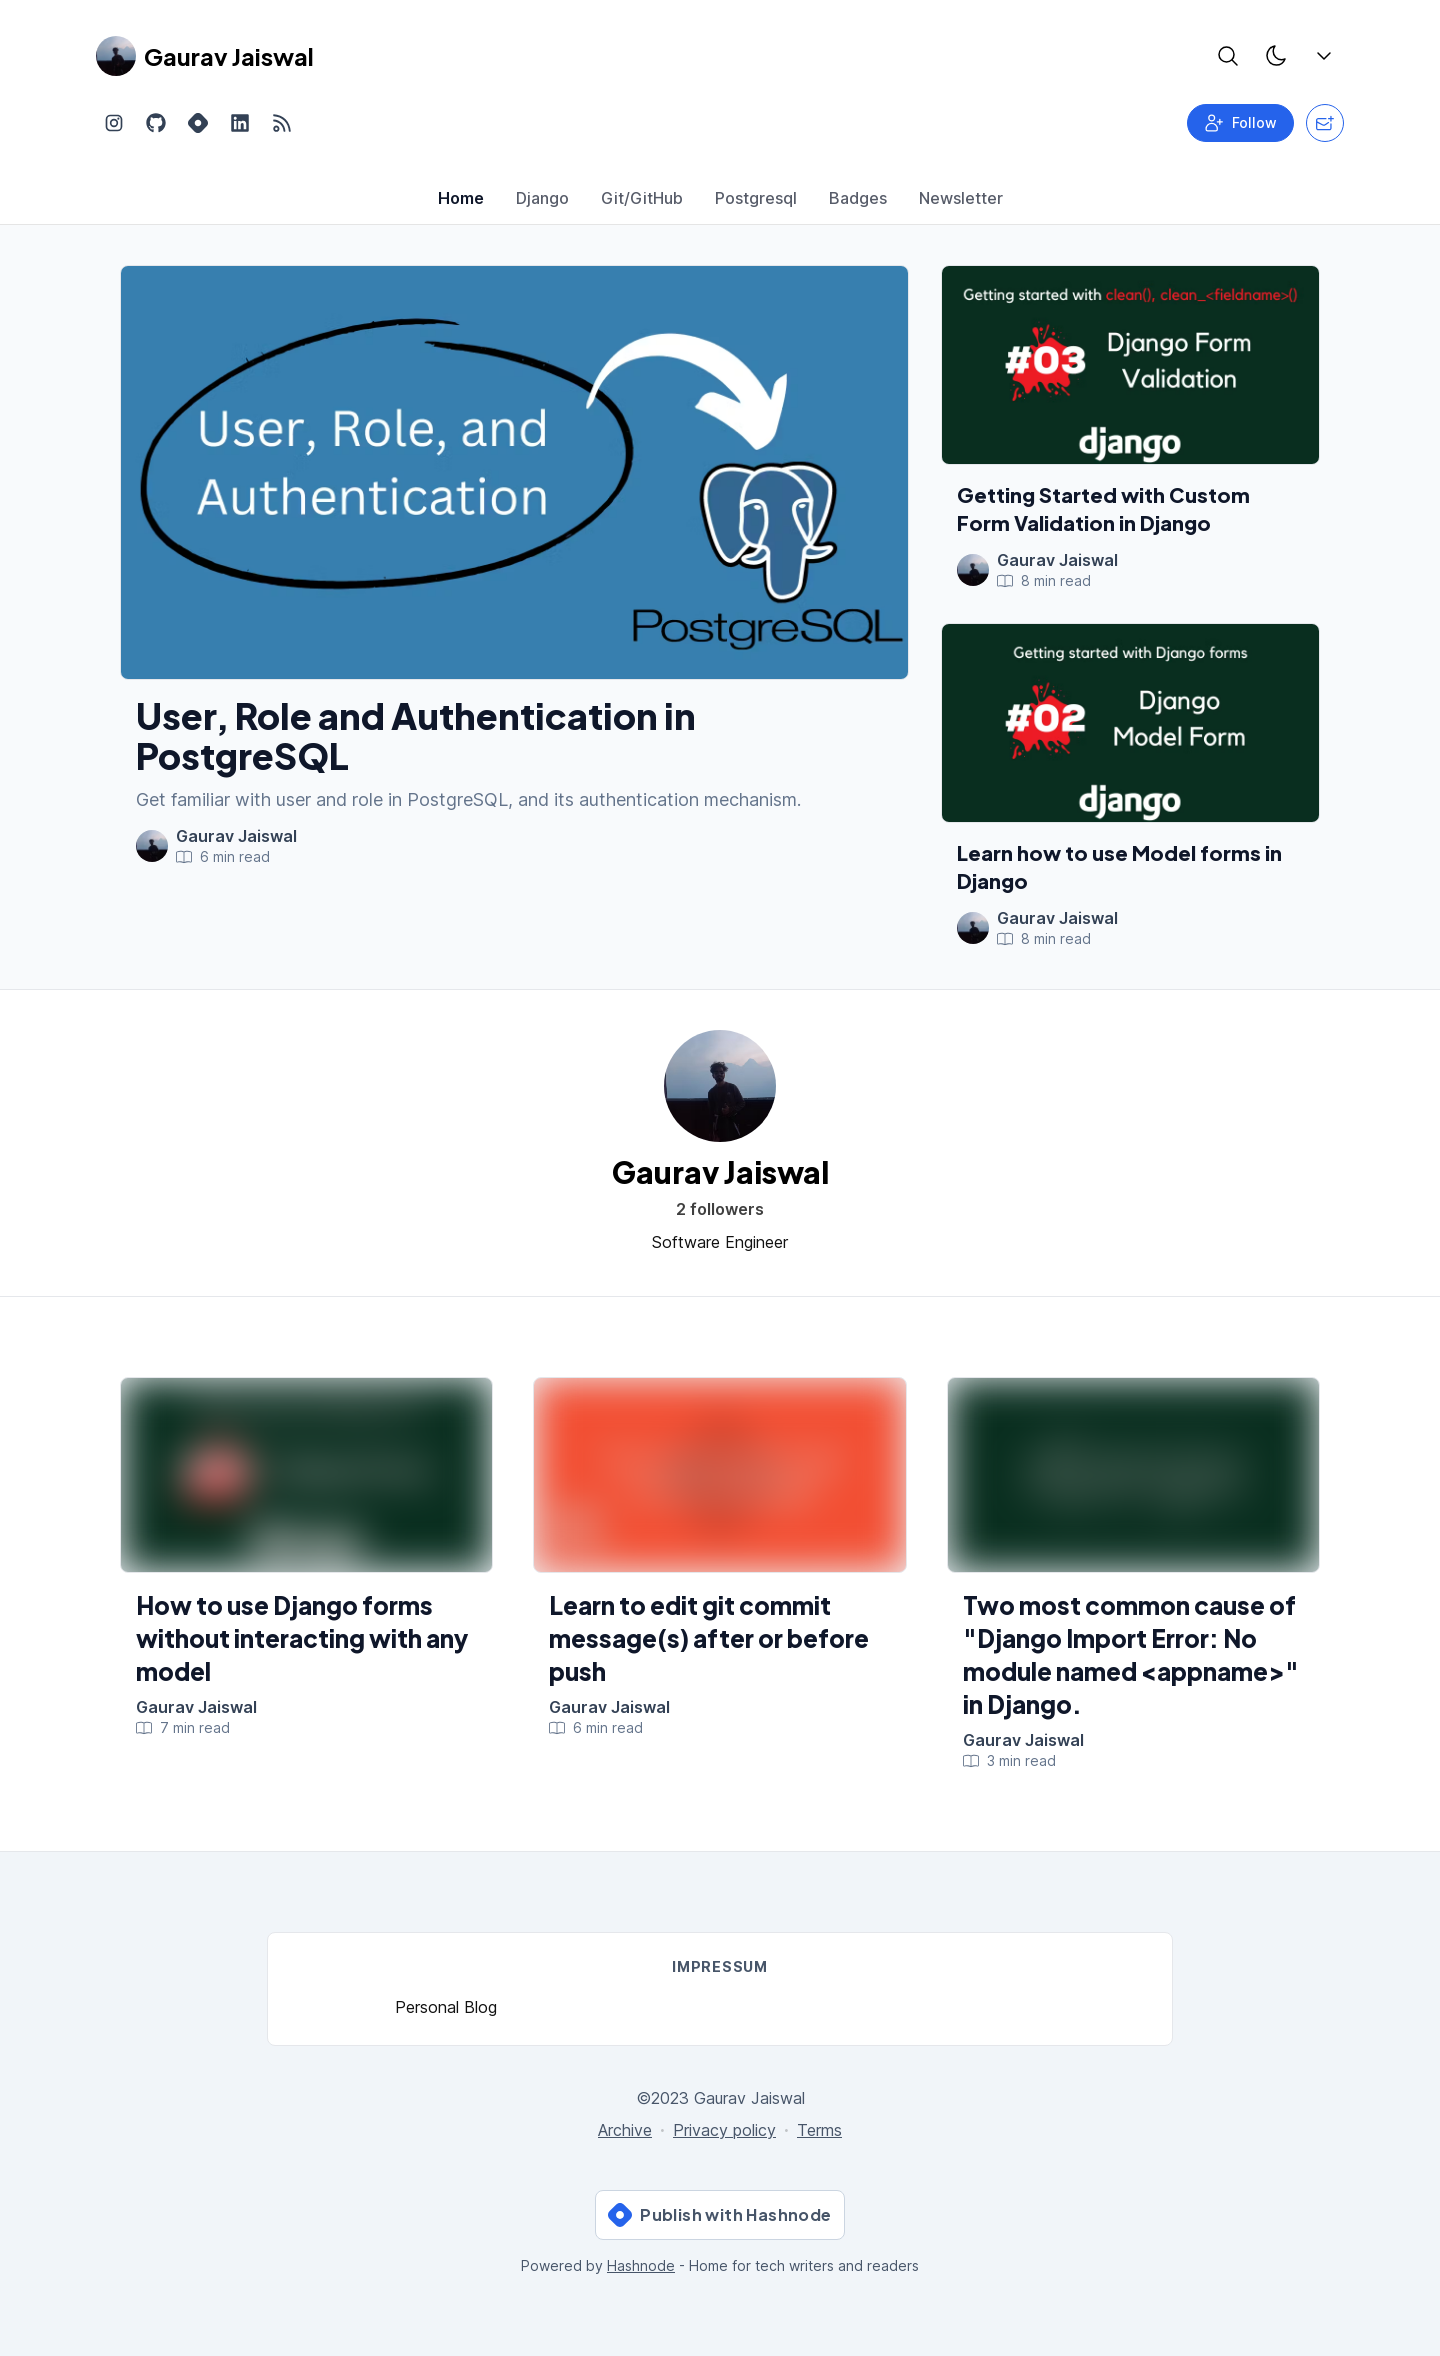 Gaurav Jaiswal
Follow
Home
Django
Git/GitHub
Postgresql
Badges
Newsletter
User, Role, and
Authentication
PostgreSQL
User, Role and Authentication in
PostgreSQL
Get familiar with user and role in PostgreSQL, and its authentication mechanism.
Gaurav Jaiswal
6 min read
Getting started with clean(), clean_<fieldname>()
#03
Django Form
Validation
django
Getting Started with Custom
Form Validation in Django
Gaurav Jaiswal
8 min read
Getting started with Django forms
#02
Django
Model Form
django
Learn how to use Model forms in
Django
Gaurav Jaiswal
8 min read
Gaurav Jaiswal
2 followers
Software Engineer
How to use Django forms
without interacting with any
model
Gaurav Jaiswal
7 min read
Learn to edit git commit
message(s) after or before
push
Gaurav Jaiswal
6 min read
Two most common cause of
"Django Import Error: No
module named <appname>"
in Django.
Gaurav Jaiswal
3 min read
IMPRESSUM
Personal Blog
©2023 Gaurav Jaiswal
Archive · Privacy policy · Terms
Publish with Hashnode
Powered by Hashnode - Home for tech writers and readers